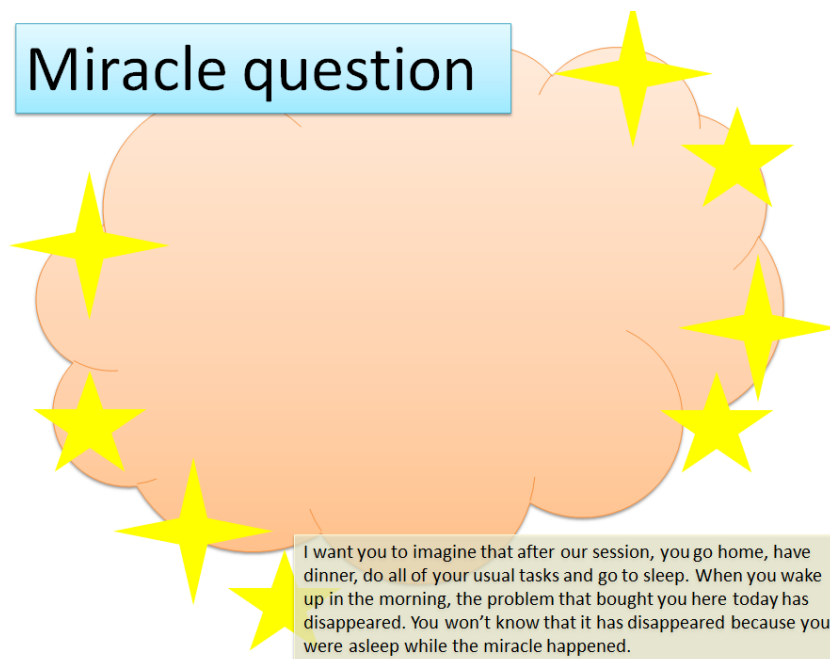 Miracle question
I want you to imagine that after our session, you go home, have
dinner, do all of your usual tasks and go to sleep. When you wake
up in the morning, the problem that bought you here today has
disappeared. You won’t know that it has disappeared because you
were asleep while the miracle happened.